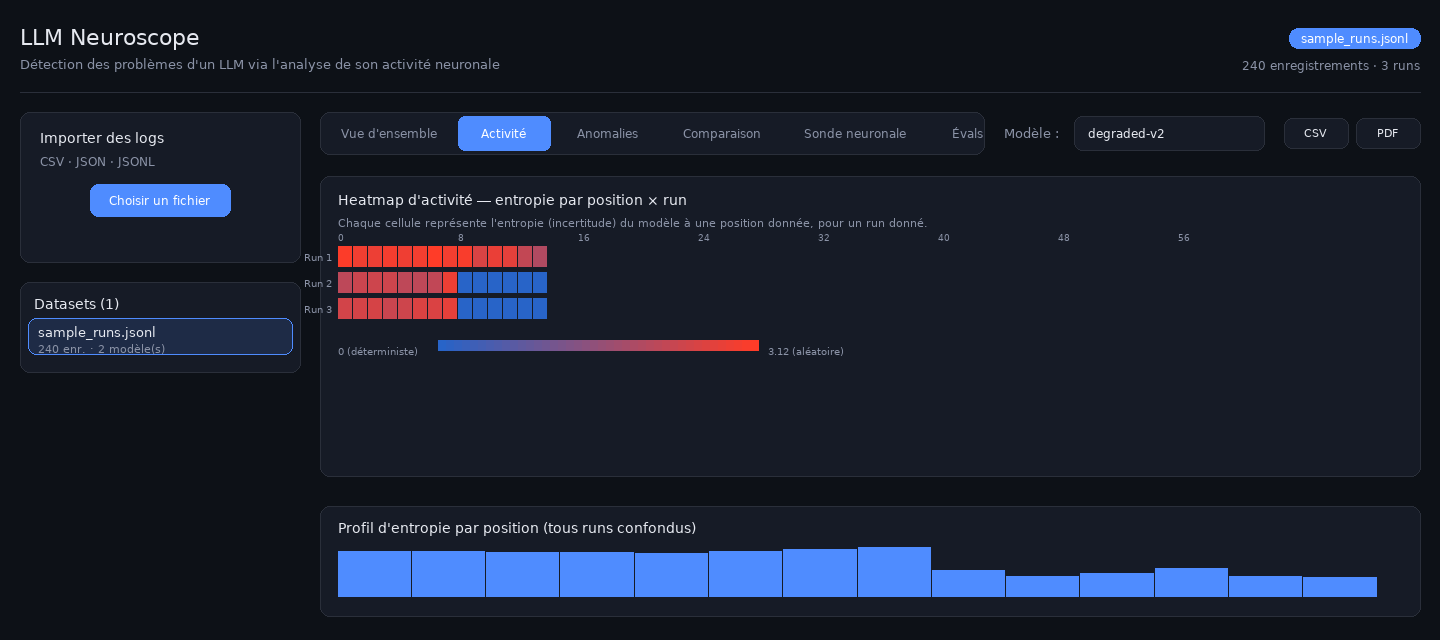 LLM Neuroscope
sample_runs.jsonl
Détection des problèmes d'un LLM via l'analyse de son activité neuronale
240 enregistrements · 3 runs
Importer des logs
CSV · JSON · JSONL
Choisir un fichier
Datasets (1)
sample_runs.jsonl
240 enr. · 2 modèle(s)
Vue d'ensemble Activité Anomalies Comparaison Sonde neuronale Évals Modèle : degraded-v2 CSV PDF
Heatmap d'activité — entropie par position × run
Chaque cellule représente l'entropie (incertitude) du modèle à une position donnée, pour un run donné.
0 8 16 24 32 40 48 56
Run 1
Run 2
Run 3
0 (déterministe) 3.12 (aléatoire)
Profil d'entropie par position (tous runs confondus)